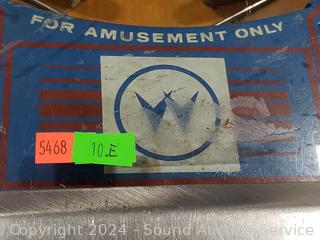 FOR AMUSEMENT ONLY
W
5468
10.E
Copyright 2024 - Sound Auction Service